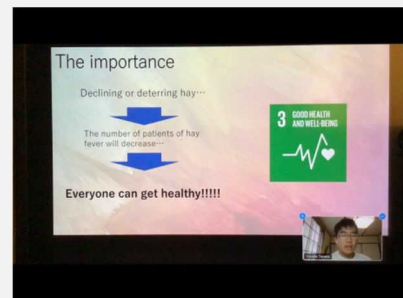 The importance
Declining or deterring hay…
The number of patients of hay
fever will decrease…
Everyone can get healthy!!!!!
3 GOOD HEALTH
AND WELL-BEING